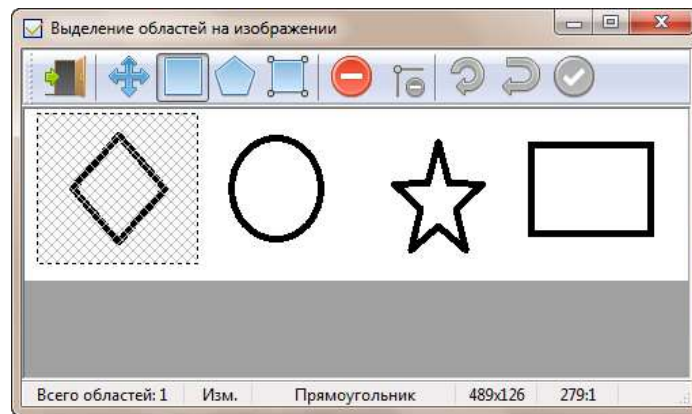 Выделение областей на изображении
Всего областей: 1 Изм. Прямоугольник 489x126 279:1